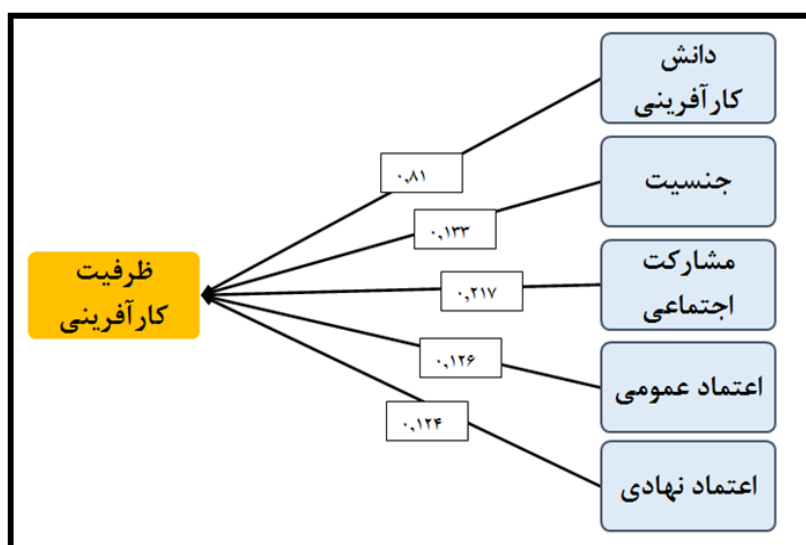 دانش
کارآفرینی
۰,۸۱
جنسیت
۰,۱۳۳
مشارکت
اجتماعی
۰,۲۱۷
ظرفیت
کارآفرینی
اعتماد عمومی
۰,۱۲۶
اعتماد نهادی
۰,۱۲۴